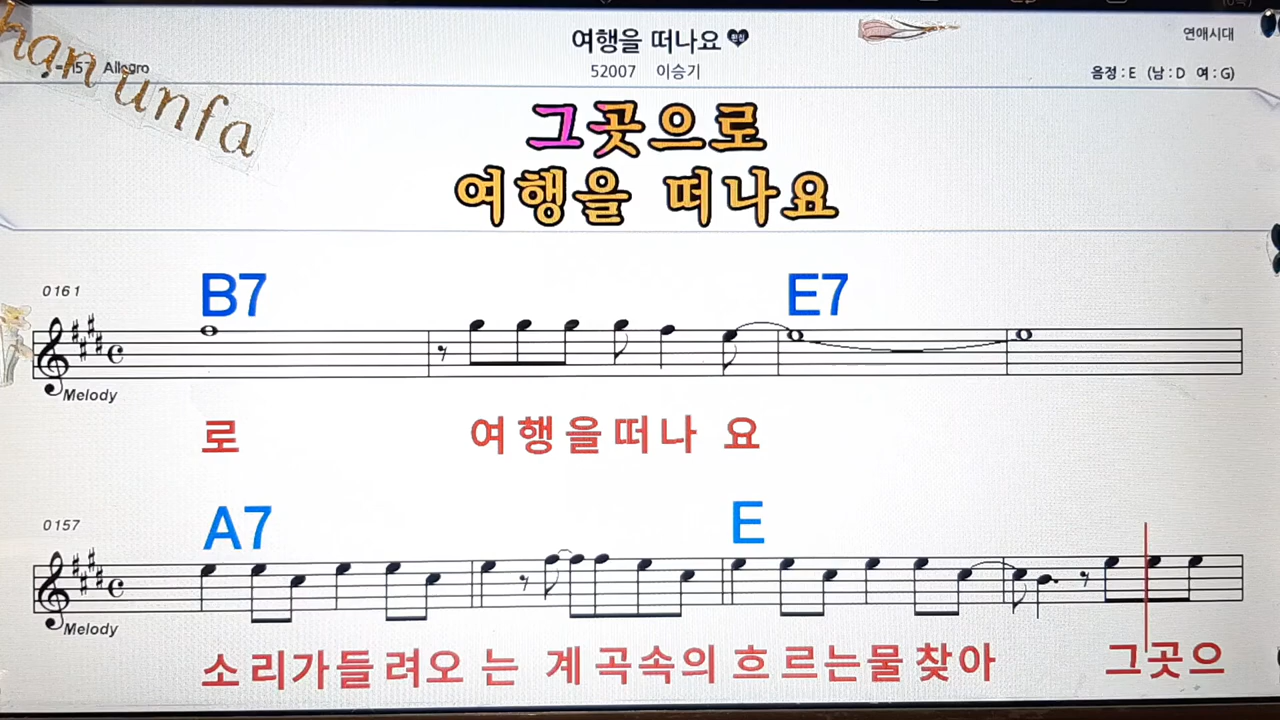 여행을 떠나요
연애시대
han unfa
Allegro
52007 이승기
음정 : E (남 : D 여 : G)
그곳으로
여행을 떠나요
B7 E7
0161
Melody
로 여행을떠나 요
A7 E
0157
Melody
소리가들려오 는 계곡속의 흐르는물찾아 그곳으